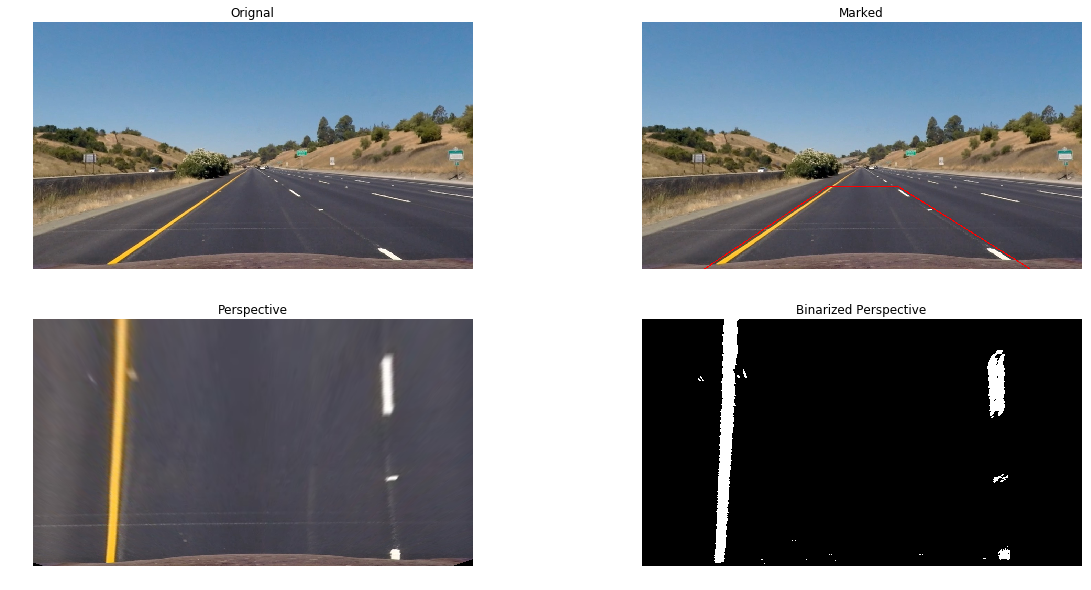 Orignal
Marked
Perspective
Binarized Perspective